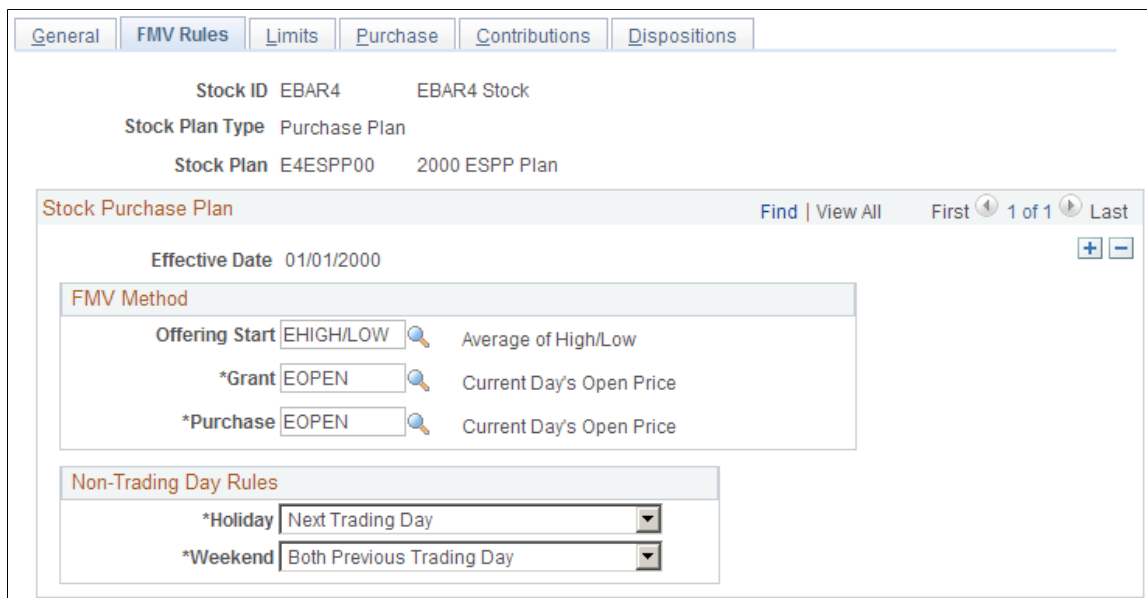 General FMV Rules Limits Purchase Contributions Dispositions
Stock ID EBAR4 EBAR4 Stock
Stock Plan Type Purchase Plan
Stock Plan E4ESPP00 2000 ESPP Plan
Stock Purchase Plan Find | View All First 1 of 1 Last
Effective Date 01/01/2000
FMV Method
Offering Start EHIGH/LOW Average of High/Low
*Grant EOPEN Current Day's Open Price
*Purchase EOPEN Current Day's Open Price
Non-Trading Day Rules
*Holiday Next Trading Day
*Weekend Both Previous Trading Day